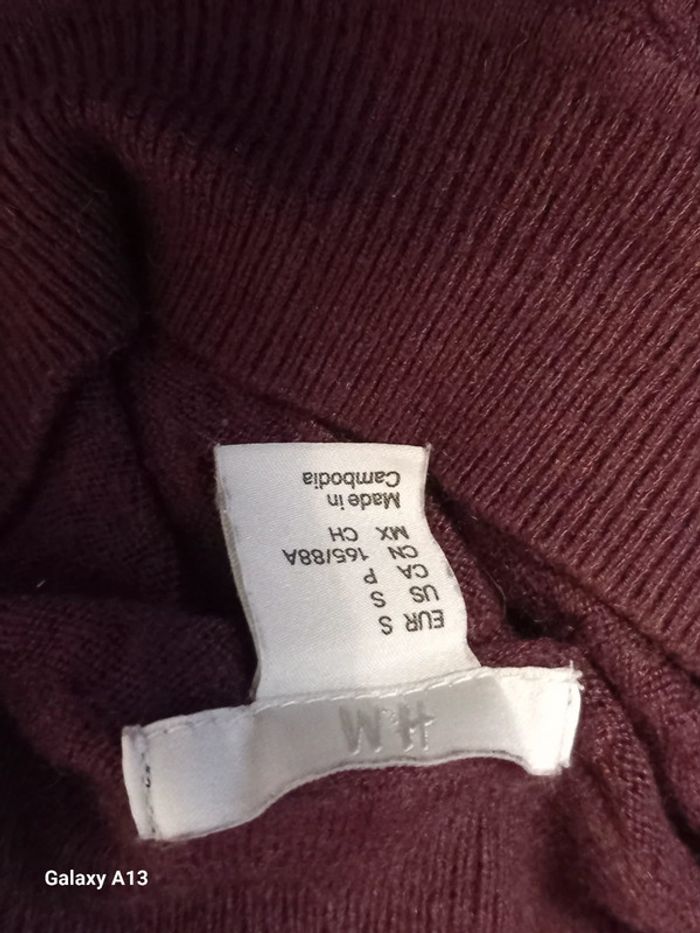 H&M
EUR S
US S
CA P
CN 165/88A
MX CH
Made in
Cambodia
Galaxy A13